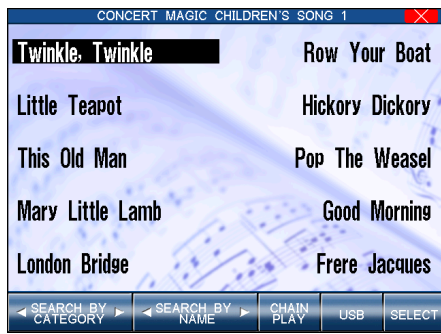 CONCERT MAGIC CHILDREN'S SONG 1
Twinkle, Twinkle
Row Your Boat
Little Teapot
Hickory Dickory
This Old Man
Pop The Weasel
Mary Little Lamb
Good Morning
London Bridge
Frere Jacques
SEARCH BY CATEGORY
SEARCH BY NAME
CHAIN PLAY
USB
SELECT